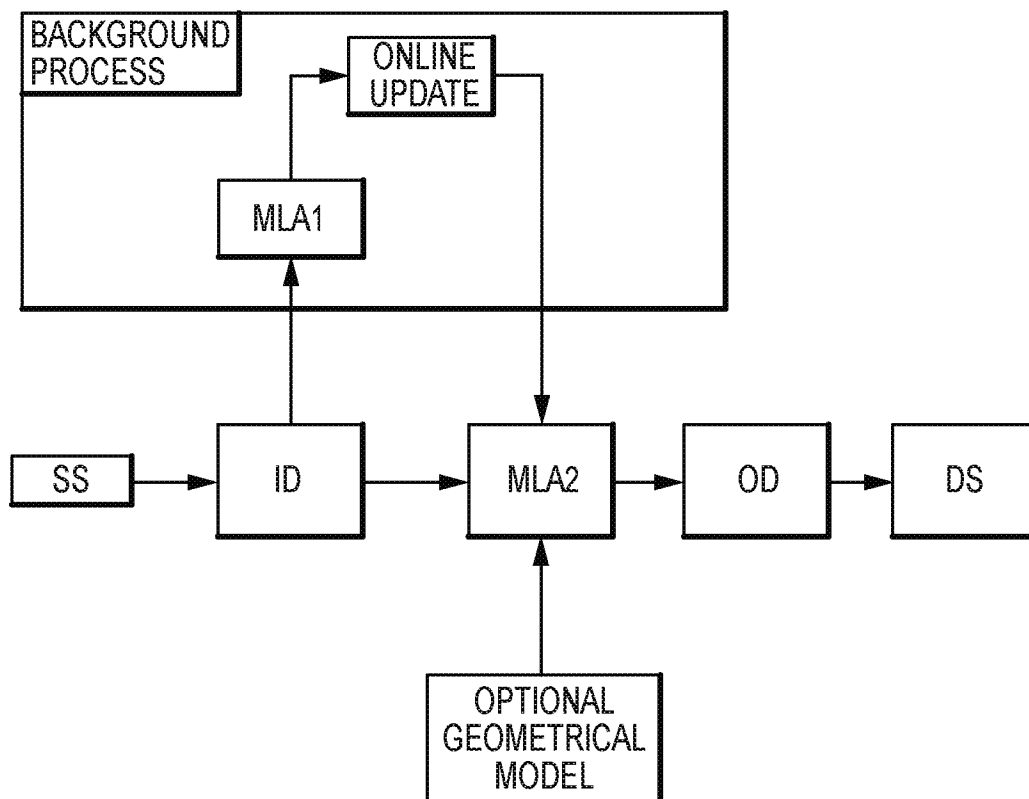 BACKGROUND
PROCESS
ONLINE
UPDATE
MLA1
SS
ID
MLA2
OD
DS
OPTIONAL
GEOMETRICAL
MODEL